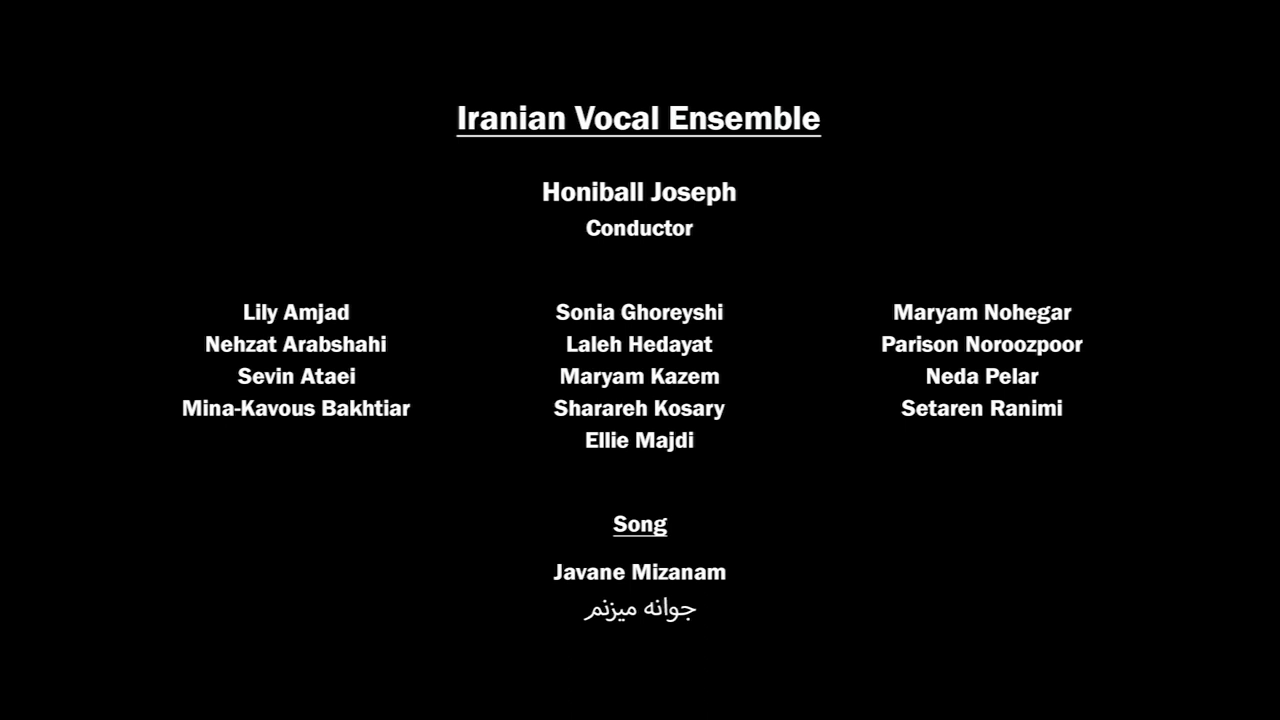 Iranian Vocal Ensemble
Honiball Joseph
Conductor
Lily Amjad
Nehzat Arabshahi
Sevin Ataei
Mina-Kavous Bakhtiar
Sonia Ghoreyshi
Laleh Hedayat
Maryam Kazem
Sharareh Kosary
Ellie Majdi
Maryam Nohegar
Parison Noroozpoor
Neda Pelar
Setaren Ranimi
Song
Javane Mizanam
جوانه میزنم